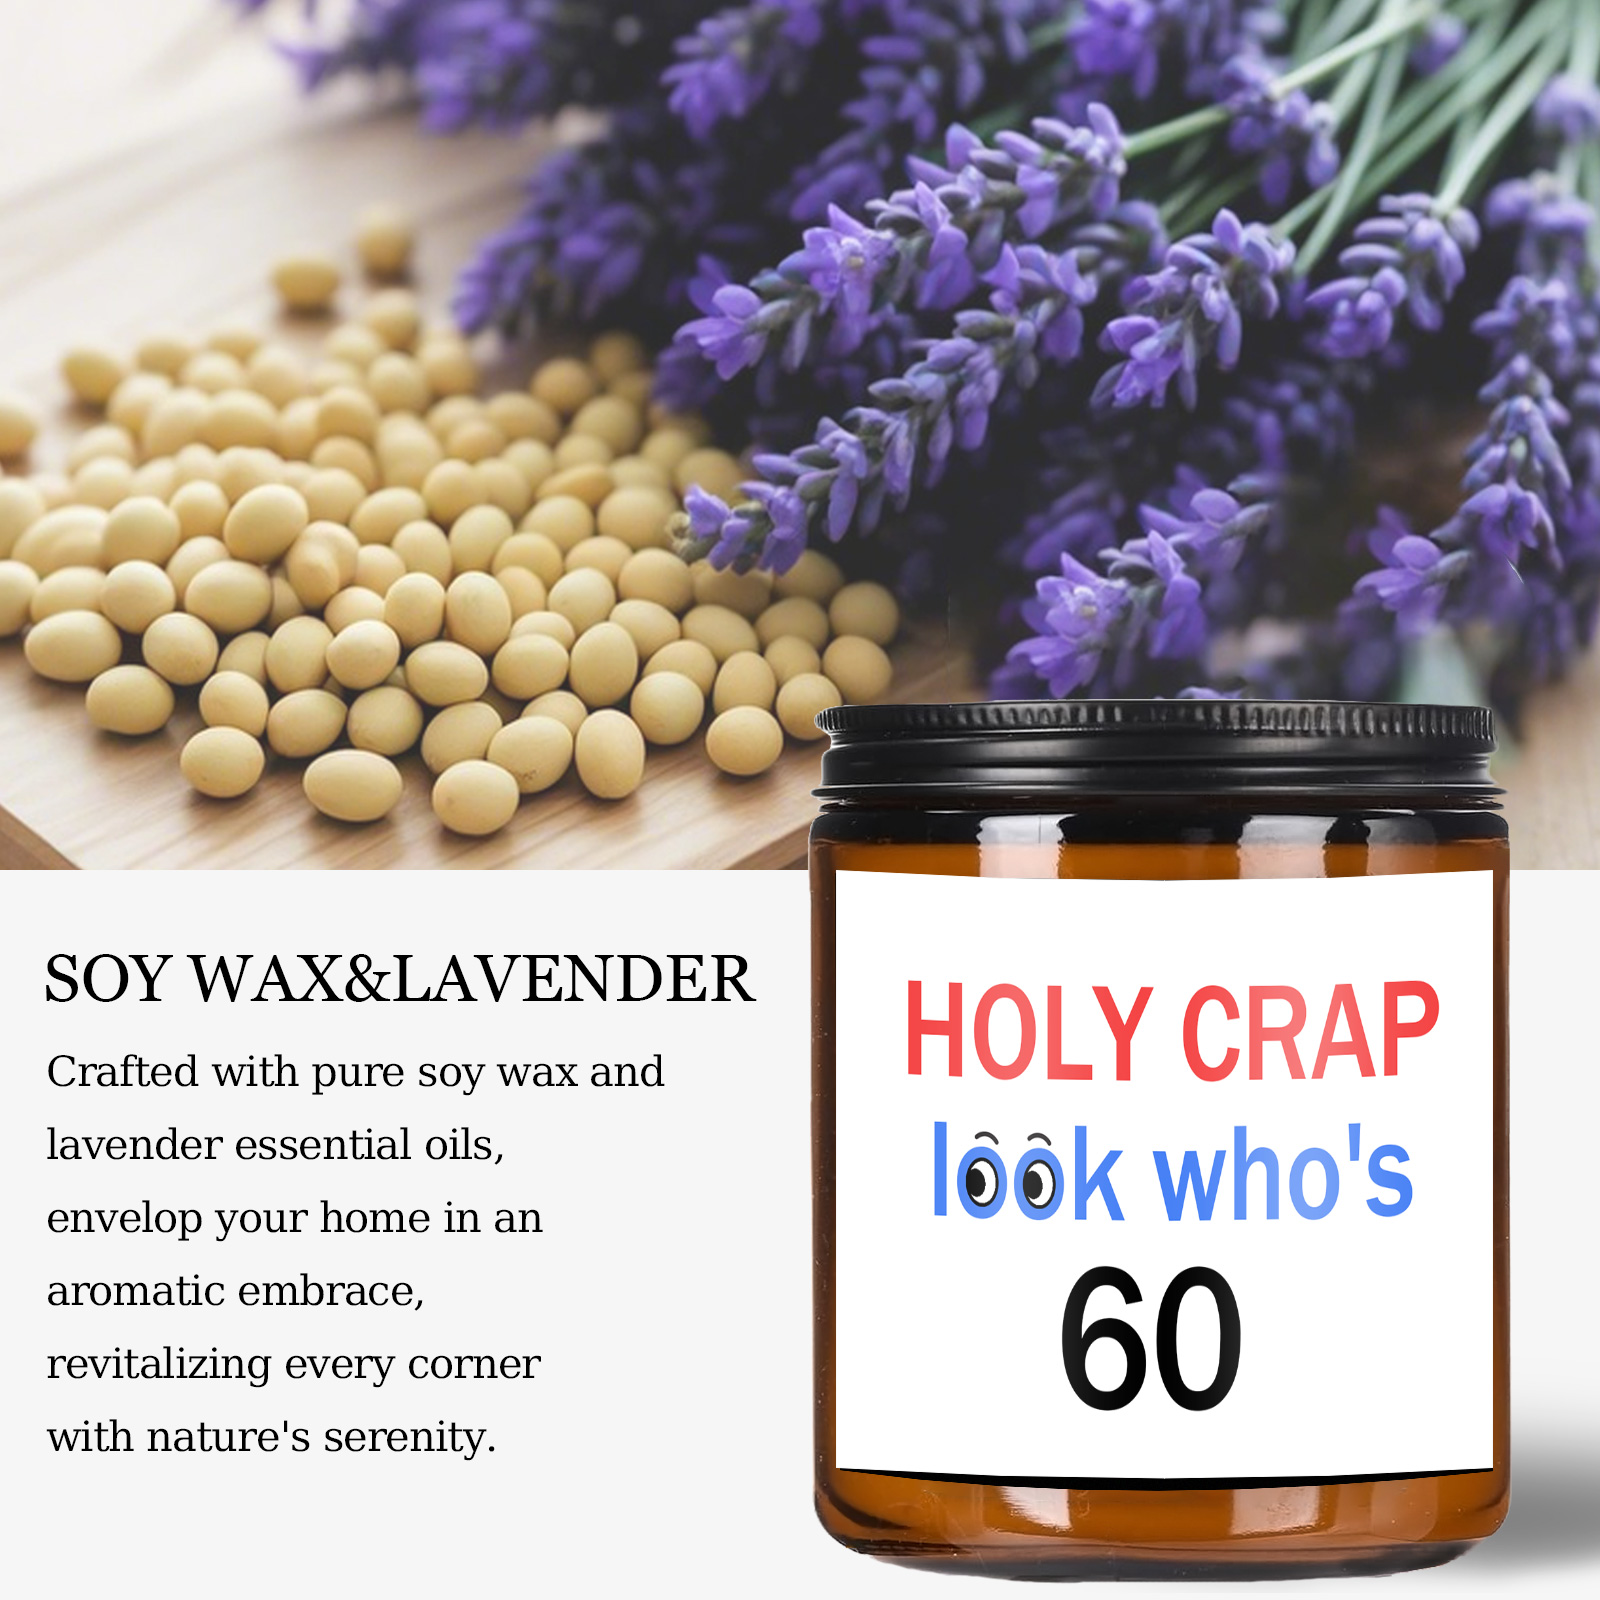 SOY WAX&LAVENDER
Crafted with pure soy wax and
lavender essential oils,
envelop your home in an
aromatic embrace,
revitalizing every corner
with nature's serenity.
HOLY CRAP
look who's
60